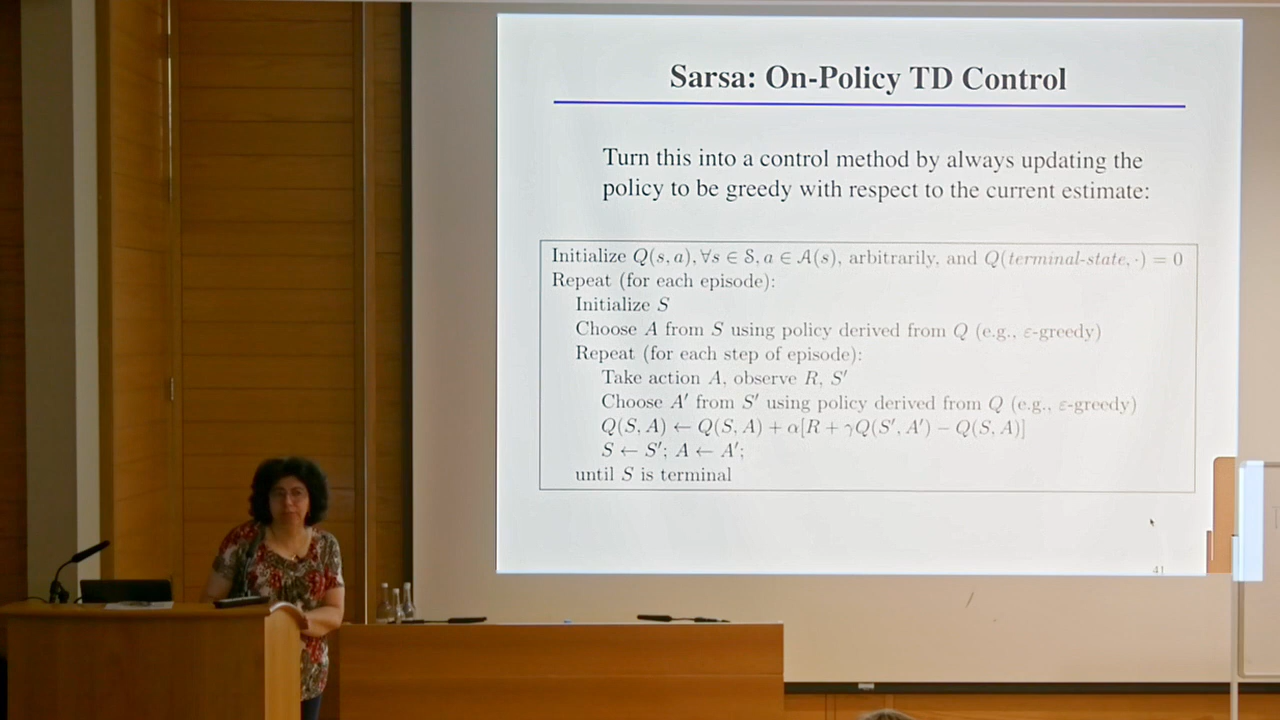 Sarsa: On-Policy TD Control
Turn this into a control method by always updating the
policy to be greedy with respect to the current estimate:
Initialize Q(s, a), ∀s ∈ S, a ∈ A(s), arbitrarily, and Q(terminal-state, ·) = 0
Repeat (for each episode):
Initialize S
Choose A from S using policy derived from Q (e.g., ε-greedy)
Repeat (for each step of episode):
Take action A, observe R, S′
Choose A′ from S′ using policy derived from Q (e.g., ε-greedy)
Q(S, A) ← Q(S, A) + α[R + γQ(S′, A′) − Q(S, A)]
S ← S′; A ← A′;
until S is terminal
41